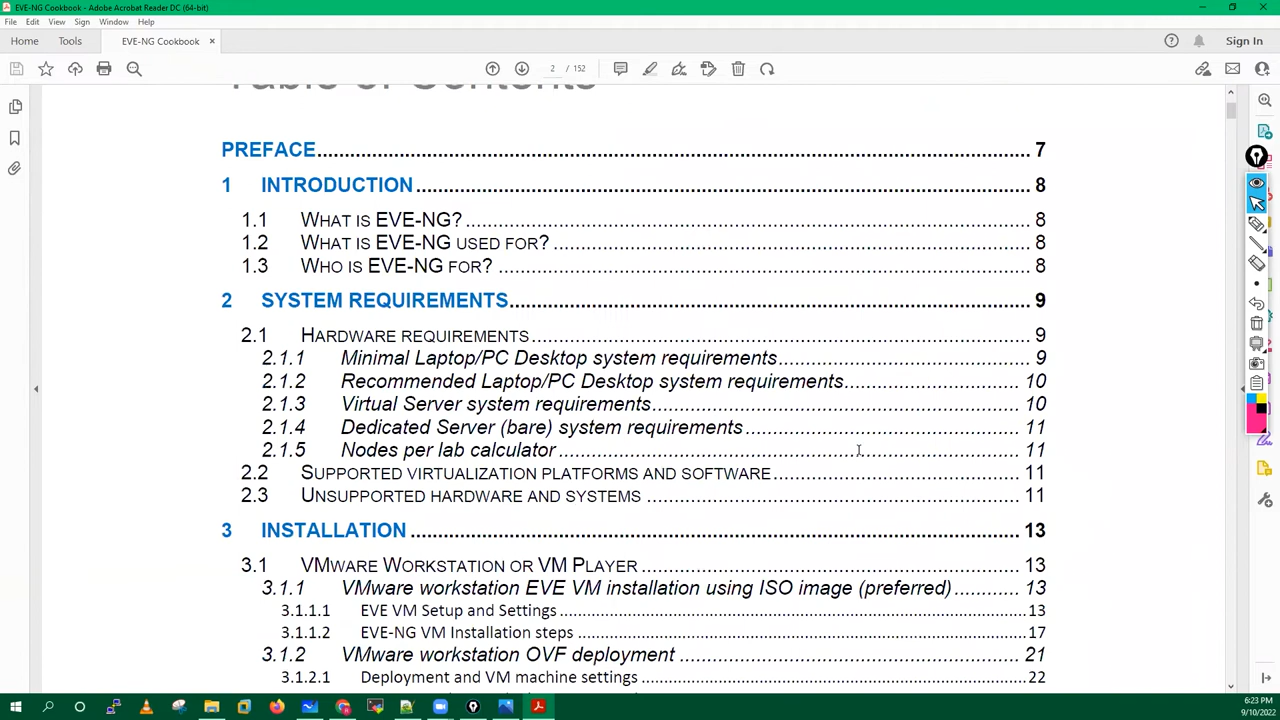 EVE-NG Cookbook - Adobe Acrobat Reader DC (64-bit)
File Edit View Sign Window Help
Home Tools EVE-NG Cookbook × Sign In
2 / 152
Table of Contents
PREFACE 7
1 INTRODUCTION 8
1.1 WHAT IS EVE-NG? 8
1.2 WHAT IS EVE-NG USED FOR? 8
1.3 WHO IS EVE-NG FOR? 8
2 SYSTEM REQUIREMENTS 9
2.1 HARDWARE REQUIREMENTS 9
2.1.1 Minimal Laptop/PC Desktop system requirements 9
2.1.2 Recommended Laptop/PC Desktop system requirements 10
2.1.3 Virtual Server system requirements 10
2.1.4 Dedicated Server (bare) system requirements 11
2.1.5 Nodes per lab calculator 11
2.2 SUPPORTED VIRTUALIZATION PLATFORMS AND SOFTWARE 11
2.3 UNSUPPORTED HARDWARE AND SYSTEMS 11
3 INSTALLATION 13
3.1 VMWARE WORKSTATION OR VM PLAYER 13
3.1.1 VMware workstation EVE VM installation using ISO image (preferred) 13
3.1.1.1 EVE VM Setup and Settings 13
3.1.1.2 EVE-NG VM Installation steps 17
3.1.2 VMware workstation OVF deployment 21
3.1.2.1 Deployment and VM machine settings 22
6:23 PM
9/10/2022